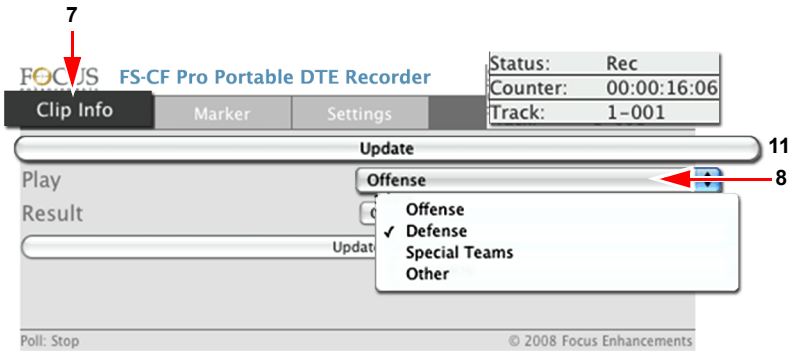 7
FOCUS FS-CF Pro Portable DTE Recorder
Status: Rec
Counter: 00:00:16:06
Track: 1-001
Clip Info Marker Settings
Update 11
Play Offense 8
Result
Offense
✓ Defense
Special Teams
Other
Updat
Poll: Stop © 2008 Focus Enhancements